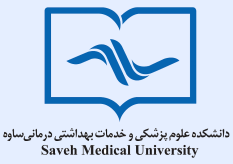 دانشکده علوم پزشکی و خدمات بهداشتی درمانی ساوه
Saveh Medical University